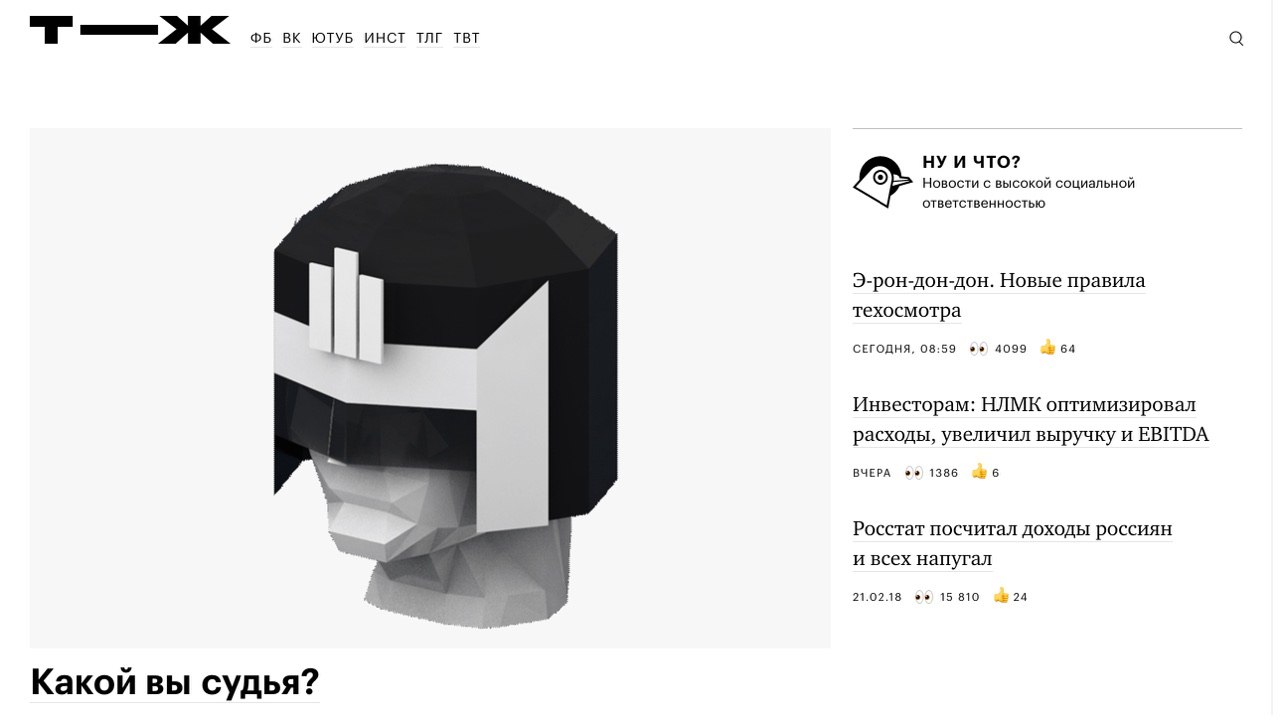 Т—Ж
ФБ ВК ЮТУБ ИНСТ ТЛГ ТВТ
НУ И ЧТО?
Новости с высокой социальной
ответственностью
Э-рон-дон-дон. Новые правила
техосмотра
СЕГОДНЯ, 08:59 👀 4099 👍 64
Инвесторам: НЛМК оптимизировал
расходы, увеличил выручку и EBITDA
ВЧЕРА 👀 1386 👍 6
Росстат посчитал доходы россиян
и всех напугал
21.02.18 👀 15 810 👍 24
Какой вы судья?